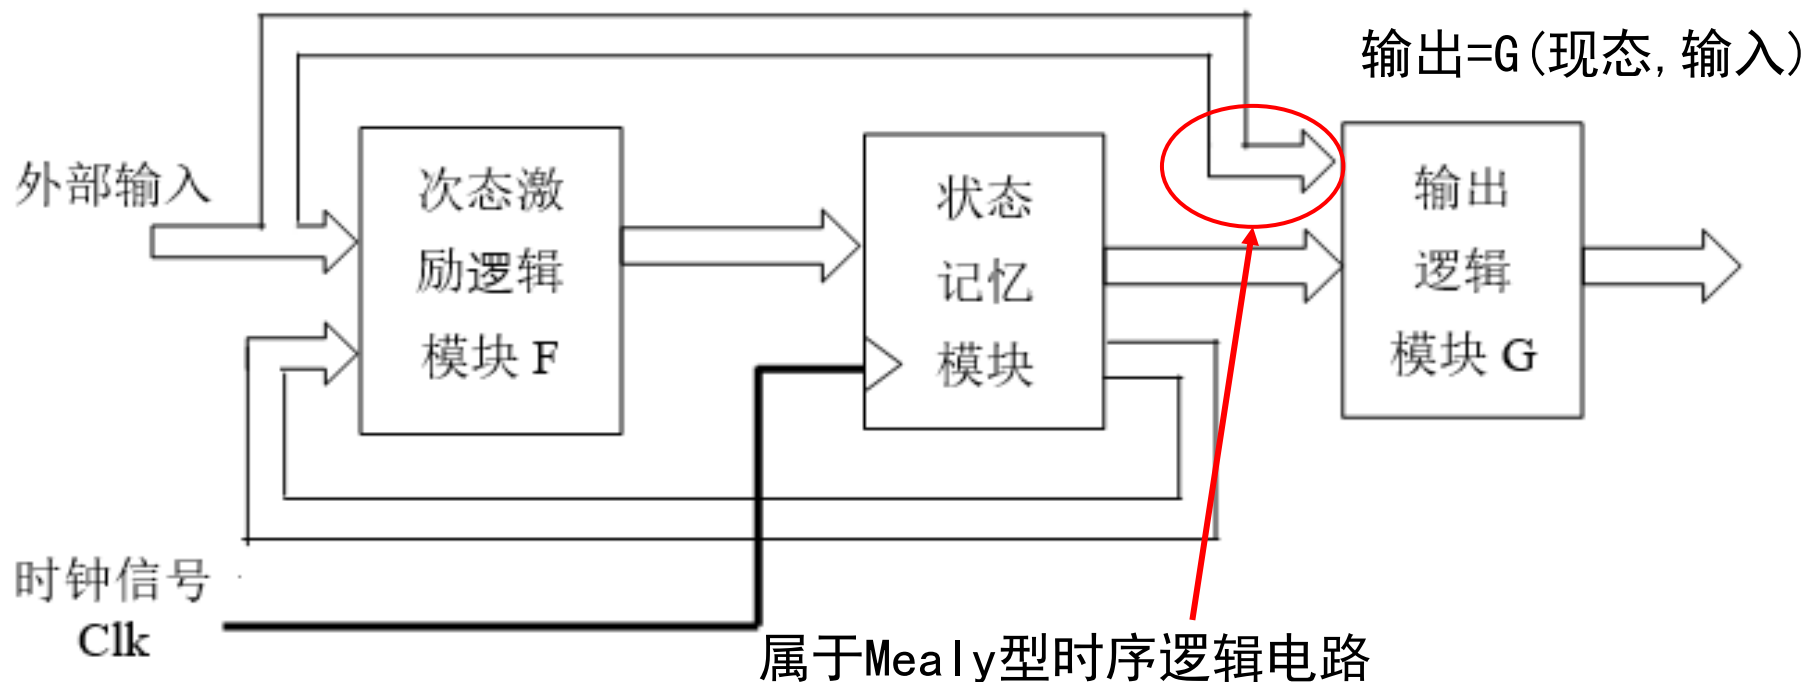 输出=G(现态,输入)
外部输入
次态激
励逻辑
模块 F
状态
记忆
模块
输出
逻辑
模块 G
时钟信号
Clk
属于Mealy型时序逻辑电路